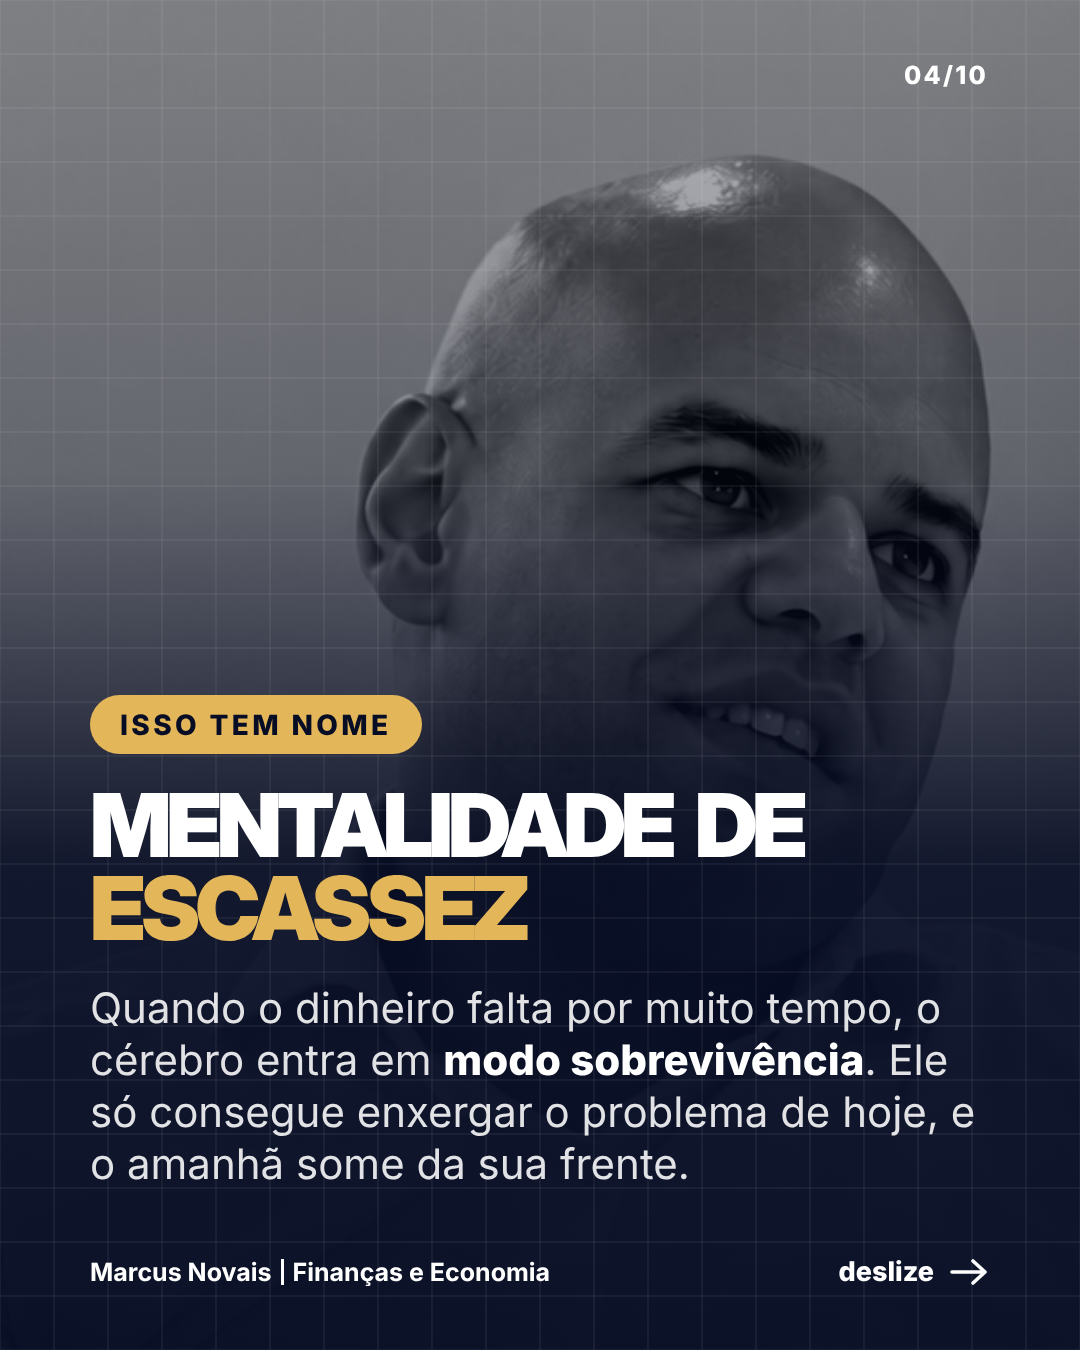 04/10
ISSO TEM NOME
MENTALIDADE DE
ESCASSEZ
Quando o dinheiro falta por muito tempo, o
cérebro entra em modo sobrevivência. Ele
só consegue enxergar o problema de hoje, e
o amanhã some da sua frente.
Marcus Novais | Finanças e Economia
deslize →